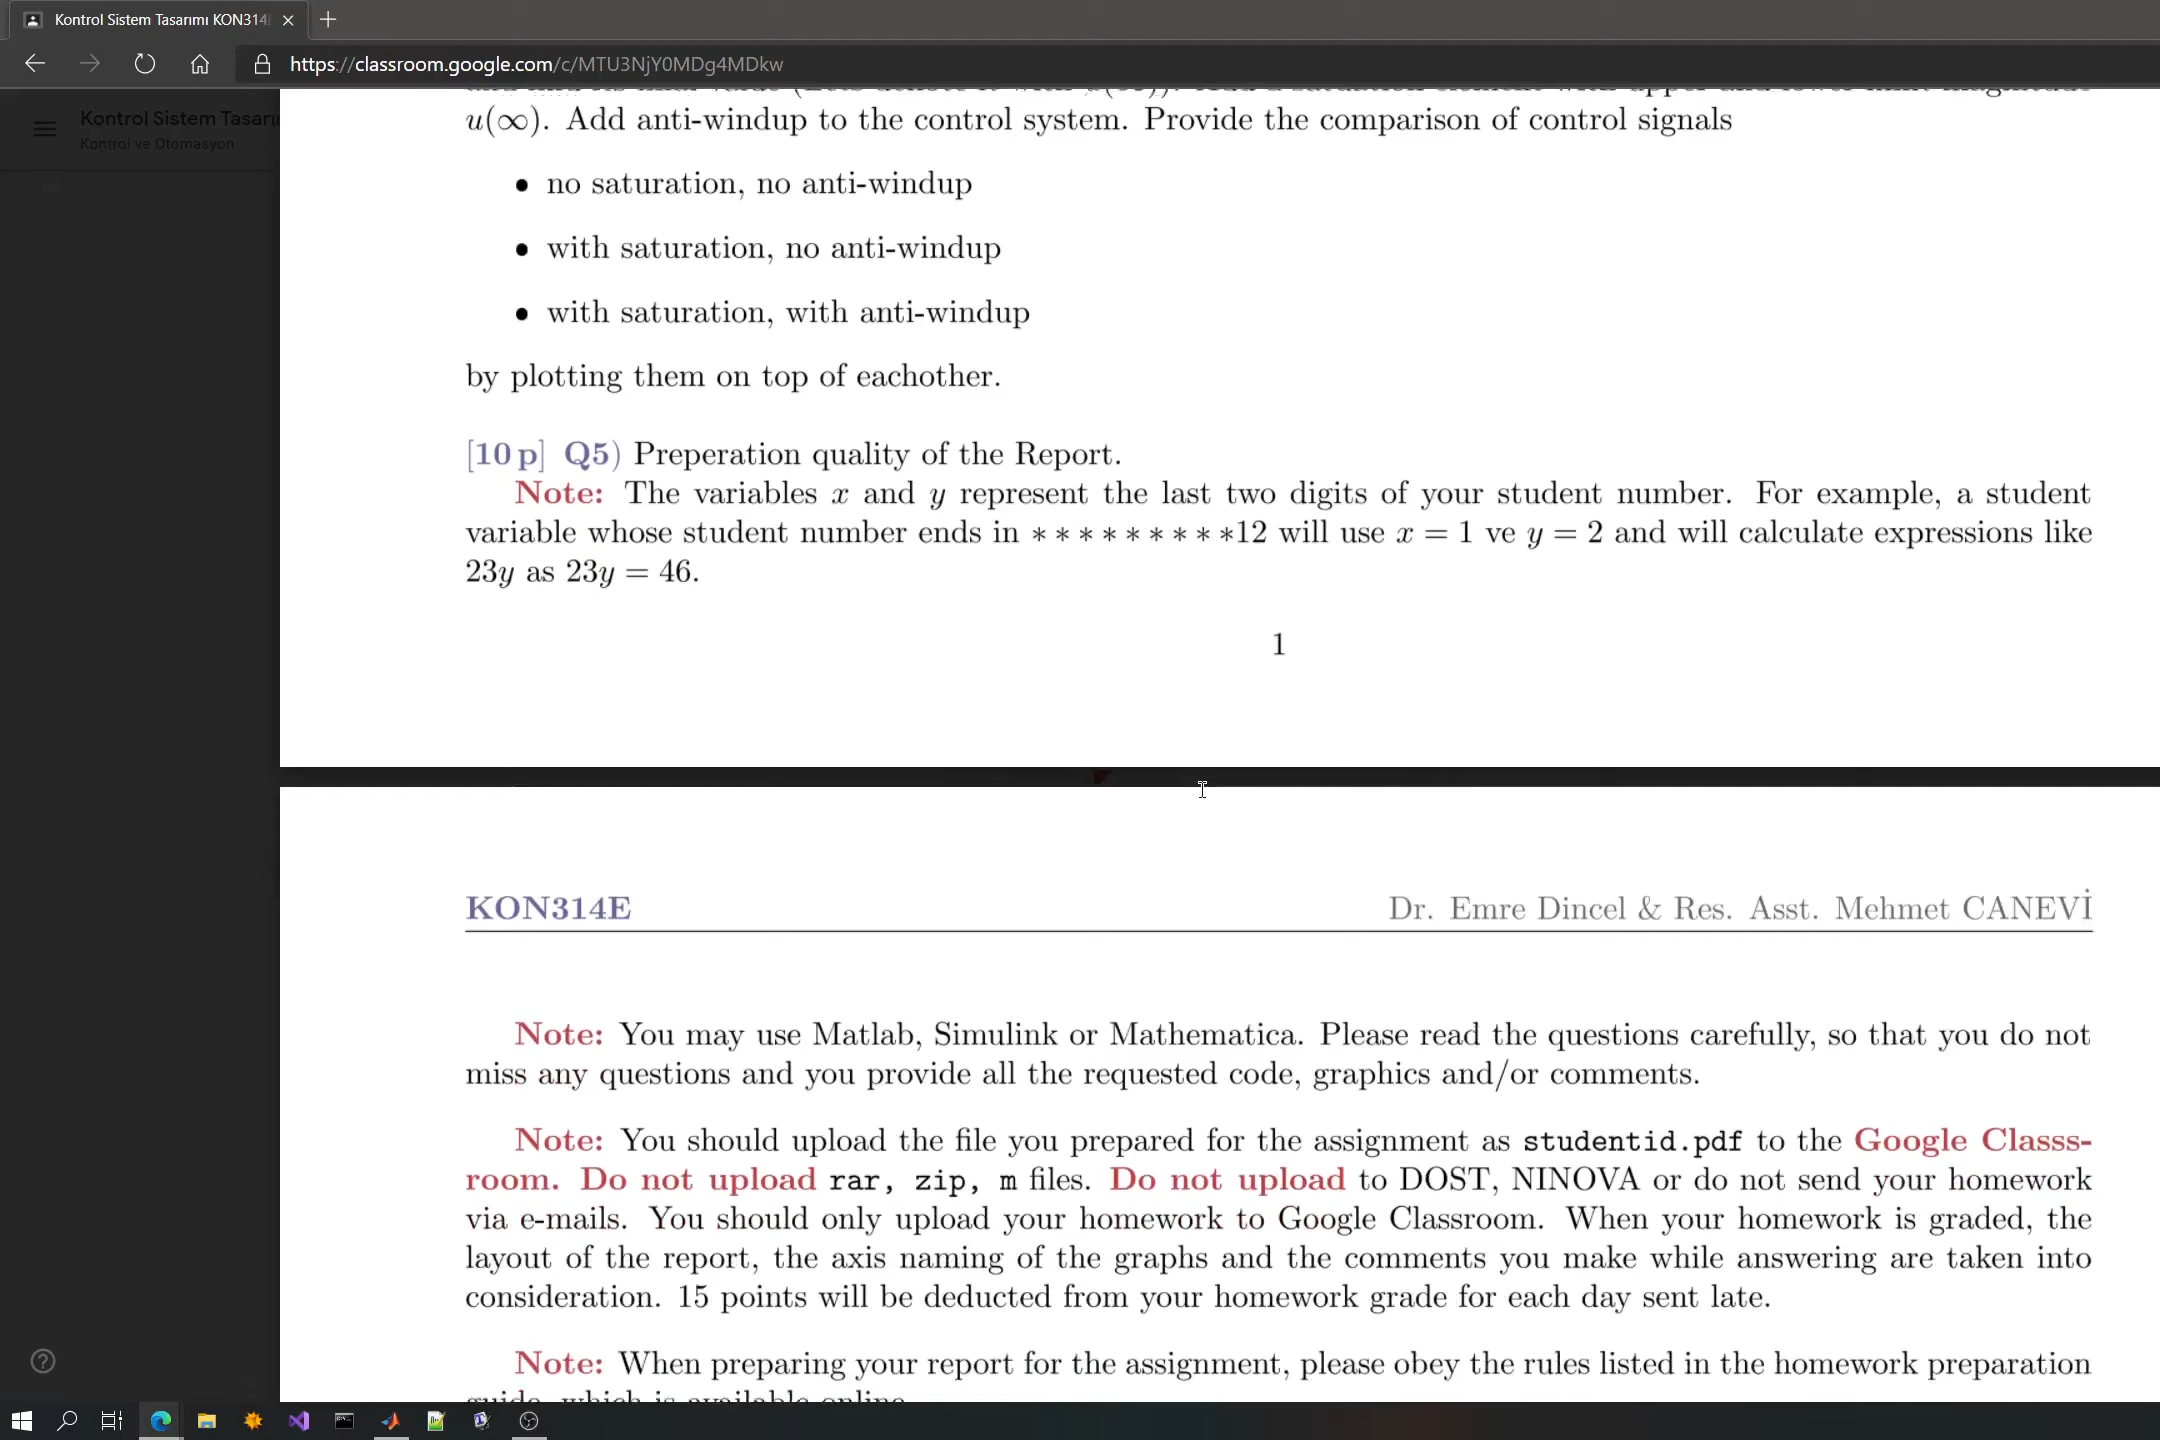 Kontrol Sistem Tasarımı KON314
https://classroom.google.com/c/MTU3NjY0MDg4MDkw
Kontrol Sistem Tasarı
Kontrol ve Otomasyon
u(∞). Add anti-windup to the control system. Provide the comparison of control signals
• no saturation, no anti-windup
• with saturation, no anti-windup
• with saturation, with anti-windup
by plotting them on top of eachother.
[10 p] Q5) Preperation quality of the Report.
Note: The variables x and y represent the last two digits of your student number. For example, a student
variable whose student number ends in * * * * * * * * *12 will use x = 1 ve y = 2 and will calculate expressions like
23y as 23y = 46.
1
KON314E
Dr. Emre Dincel & Res. Asst. Mehmet CANEVİ
Note: You may use Matlab, Simulink or Mathematica. Please read the questions carefully, so that you do not
miss any questions and you provide all the requested code, graphics and/or comments.
Note: You should upload the file you prepared for the assignment as studentid.pdf to the Google Classs-
room. Do not upload rar, zip, m files. Do not upload to DOST, NINOVA or do not send your homework
via e-mails. You should only upload your homework to Google Classroom. When your homework is graded, the
layout of the report, the axis naming of the graphs and the comments you make while answering are taken into
consideration. 15 points will be deducted from your homework grade for each day sent late.
Note: When preparing your report for the assignment, please obey the rules listed in the homework preparation
guide, which is available online.